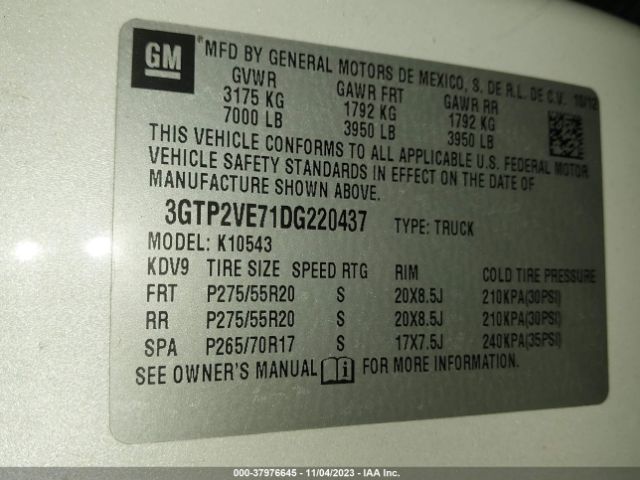 GM
MFD BY GENERAL MOTORS DE MEXICO, S. DE R.L. DE C.V. 10/12
GVWR GAWR FRT GAWR RR
3175 KG 1792 KG 1792 KG
7000 LB 3950 LB 3950 LB
THIS VEHICLE CONFORMS TO ALL APPLICABLE U.S. FEDERAL MOTOR
VEHICLE SAFETY STANDARDS IN EFFECT ON THE DATE OF
MANUFACTURE SHOWN ABOVE.
3GTP2VE71DG220437 TYPE: TRUCK
MODEL: K10543
KDV9 TIRE SIZE SPEED RTG RIM COLD TIRE PRESSURE
FRT P275/55R20 S 20X8.5J 210KPA(30PSI)
RR P275/55R20 S 20X8.5J 210KPA(30PSI)
SPA P265/70R17 S 17X7.5J 240KPA(35PSI)
SEE OWNER'S MANUAL i FOR MORE INFORMATION.
0009 - 37976645 - 11/04/2023 - IAA Inc.